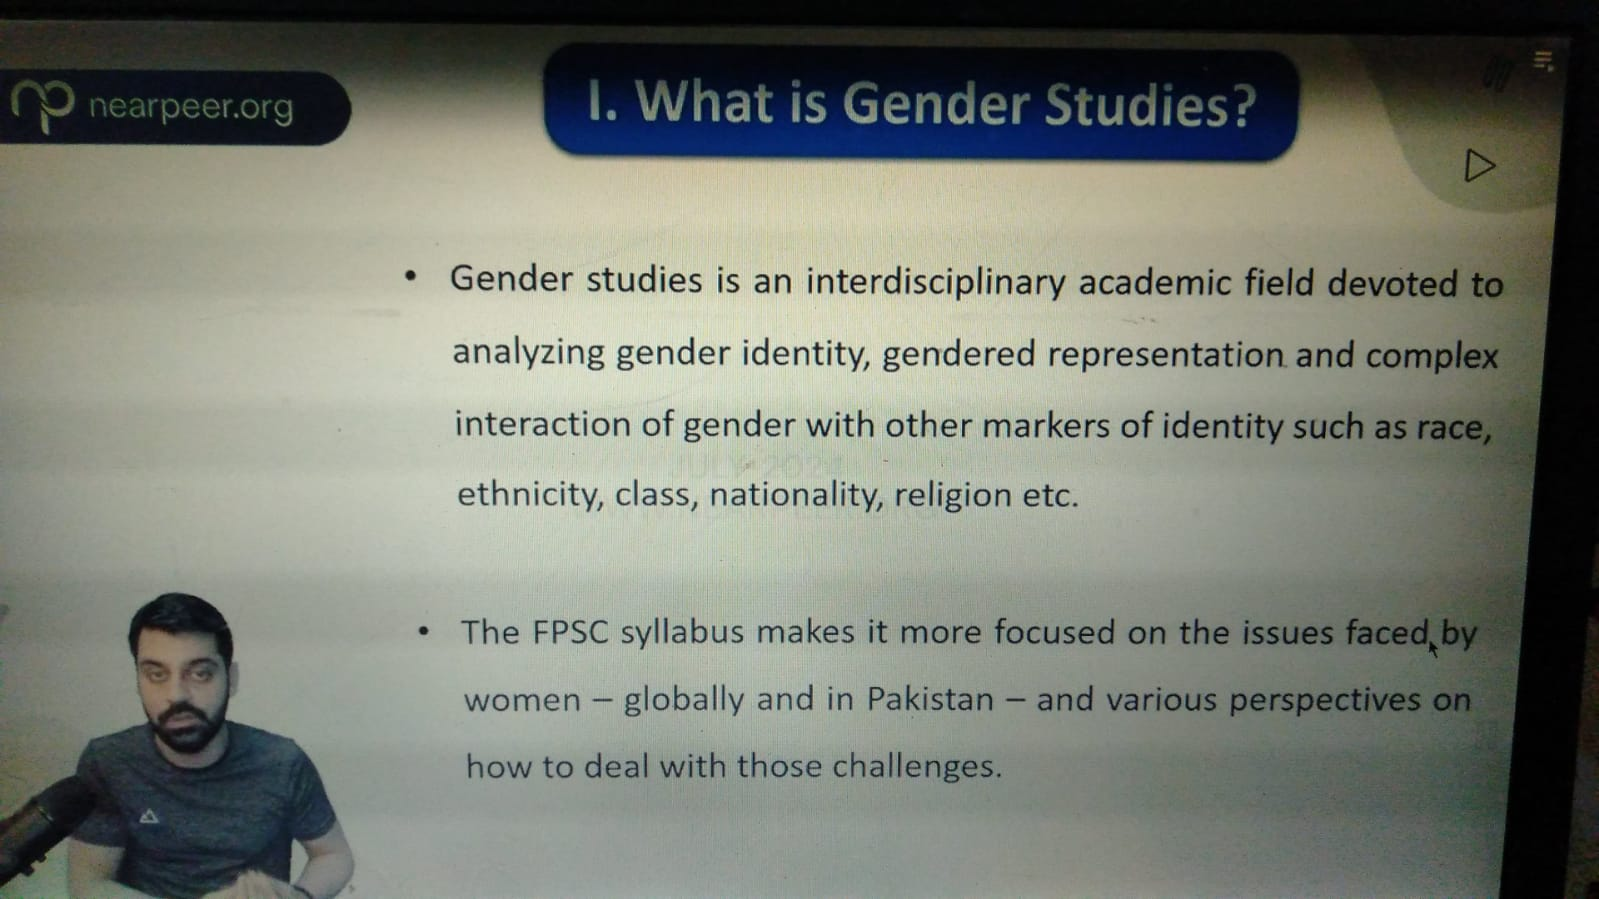 nearpeer.org
I. What is Gender Studies?
• Gender studies is an interdisciplinary academic field devoted to
analyzing gender identity, gendered representation and complex
interaction of gender with other markers of identity such as race,
ethnicity, class, nationality, religion etc.
JULY 2024
• The FPSC syllabus makes it more focused on the issues faced by
women – globally and in Pakistan – and various perspectives on
how to deal with those challenges.